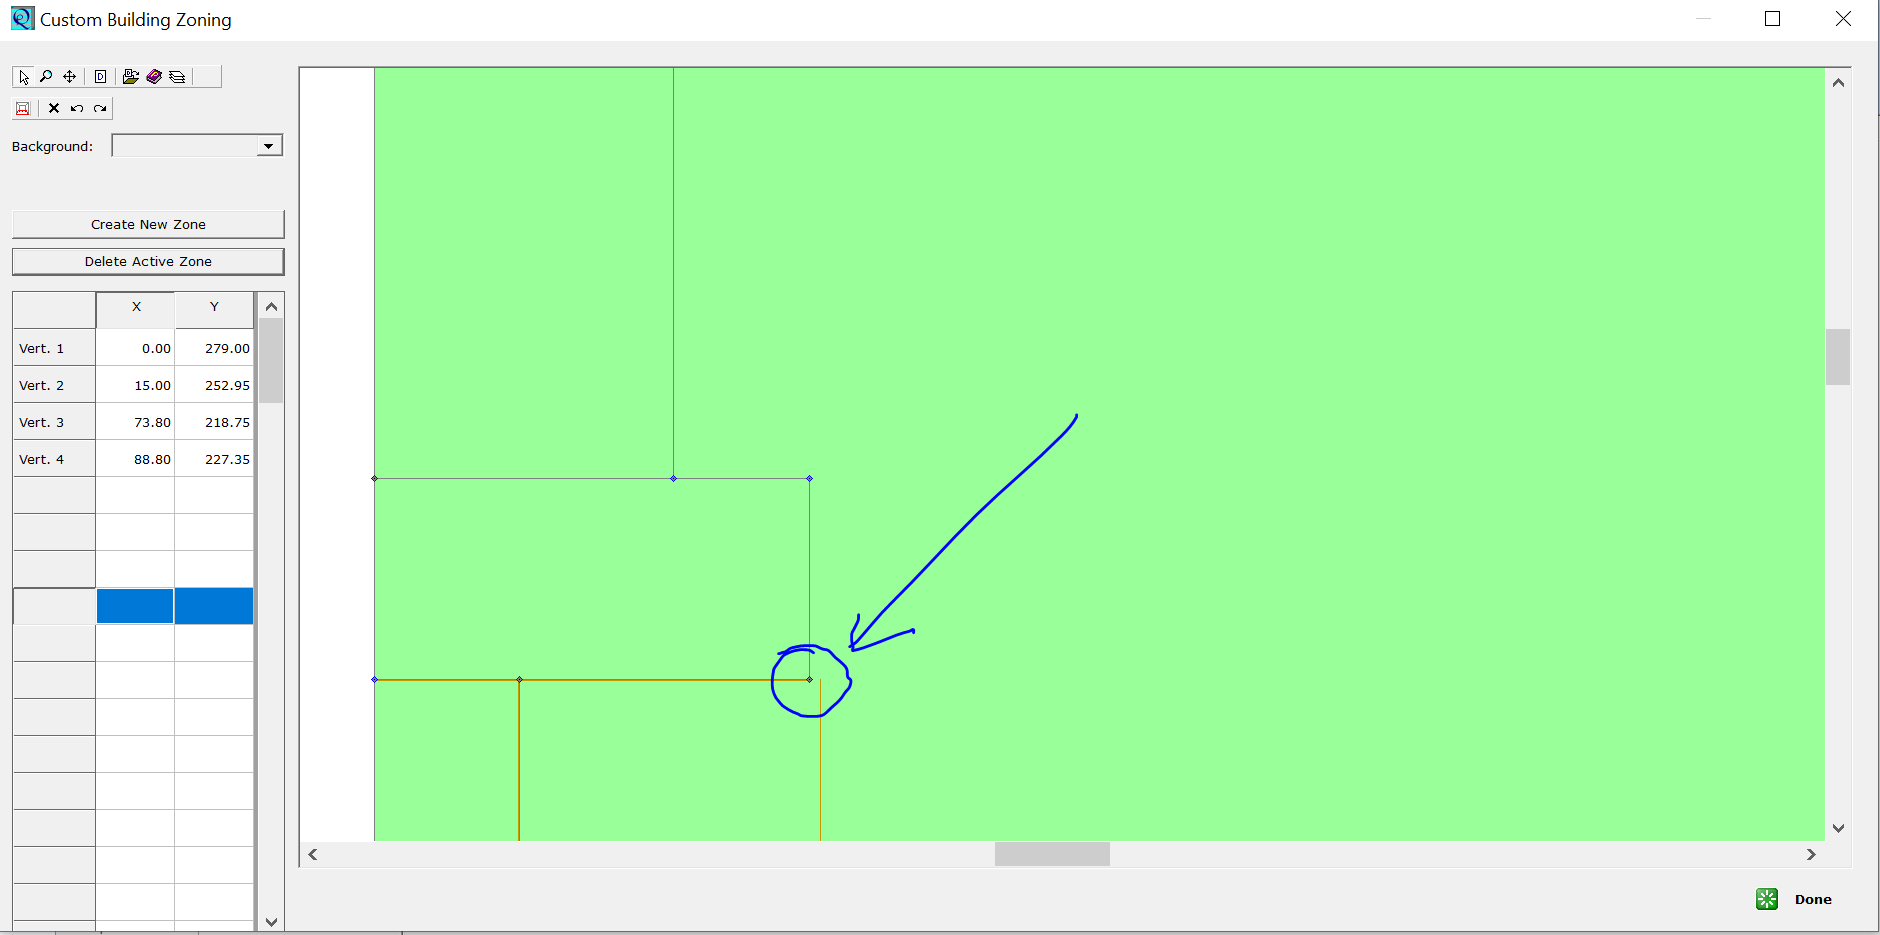 Custom Building Zoning
D
Background:
Create New Zone
Delete Active Zone
X Y
Vert. 1 0.00 279.00
Vert. 2 15.00 252.95
Vert. 3 73.80 218.75
Vert. 4 88.80 227.35
Done